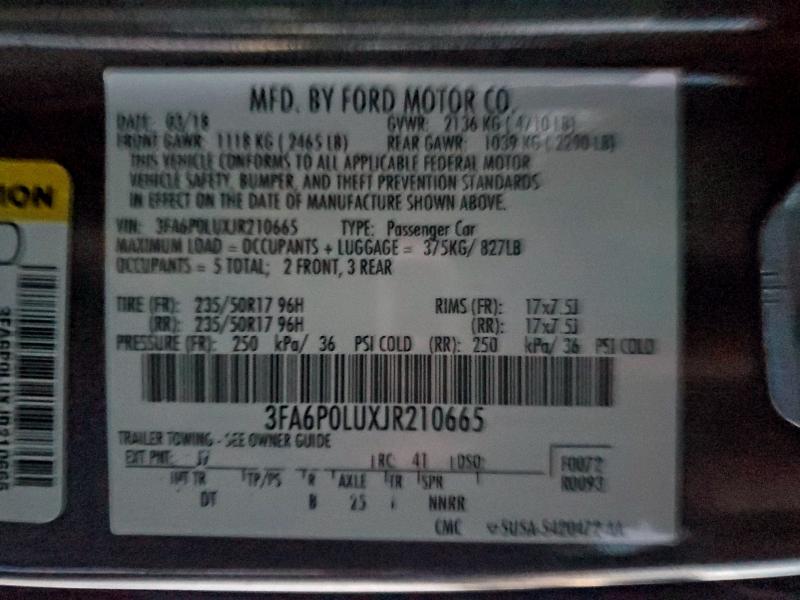 MFD. BY FORD MOTOR CO.
DATE: 03/18 GVWR: 2136 KG ( 4710 LB)
FRONT GAWR: 1118 KG ( 2465 LB) REAR GAWR: 1039 KG ( 2290 LB)
THIS VEHICLE CONFORMS TO ALL APPLICABLE FEDERAL MOTOR
VEHICLE SAFETY, BUMPER, AND THEFT PREVENTION STANDARDS
IN EFFECT ON THE DATE OF MANUFACTURE SHOWN ABOVE.
VIN: 3FA6P0LUXJR210665 TYPE: Passenger Car
MAXIMUM LOAD = OCCUPANTS + LUGGAGE = 375KG/ 827LB
OCCUPANTS = 5 TOTAL; 2 FRONT, 3 REAR
TIRE (FR): 235/50R17 96H RIMS (FR): 17x7.5J
(RR): 235/50R17 96H (RR): 17x7.5J
PRESSURE (FR): 250 kPa/ 36 PSI COLD (RR): 250 kPa/ 36 PSI COLD
3FA6P0LUXJR210665
TRAILER TOWING - SEE OWNER GUIDE
EXT PNT: J7 RC: 41 DSO: F0072
INT TR TP/PS R AXLE TR SPR R0093
DT B 25 NNRR
CMC
ION
3FA6P0LUXJR210665